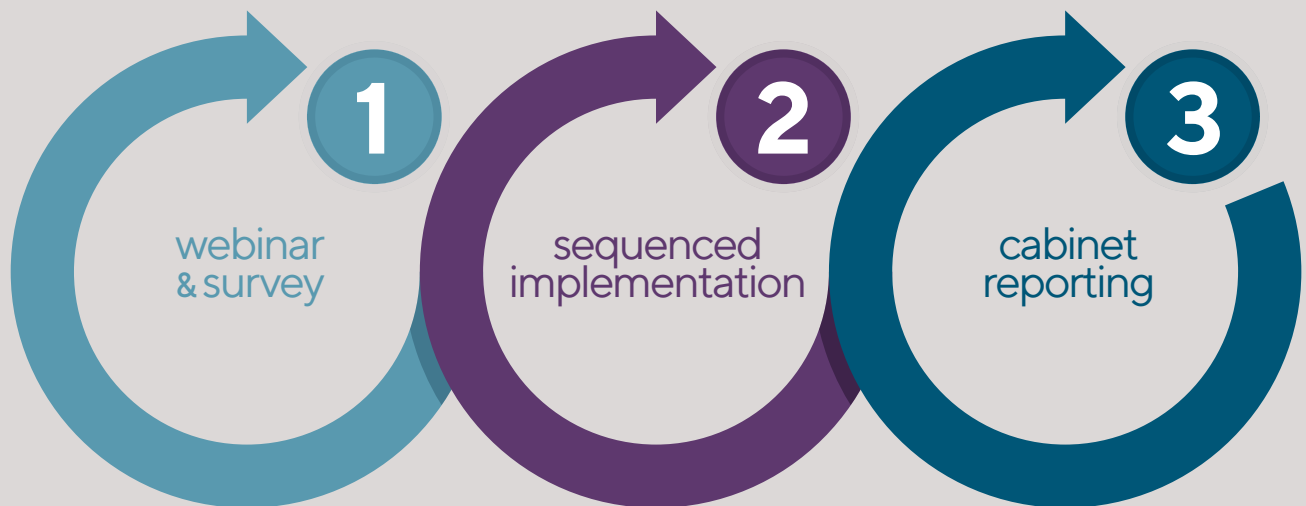 1
webinar
& survey
2
sequenced
implementation
3
cabinet
reporting